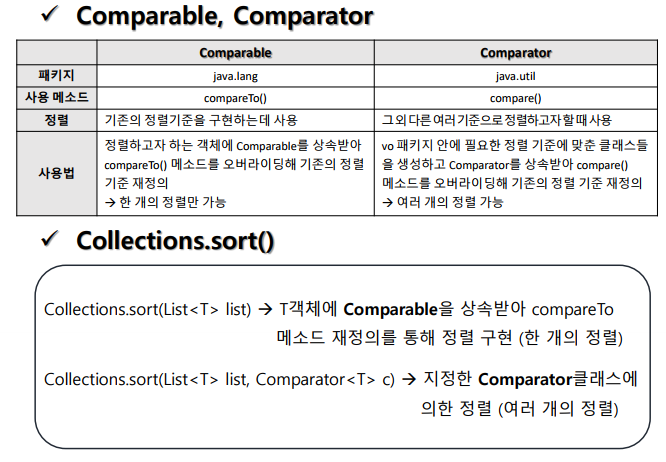 ✓ Comparable, Comparator
Comparable Comparator
패키지 java.lang java.util
사용 메소드 compareTo() compare()
정렬 기존의 정렬기준을 구현하는데 사용 그외 다른 여러기준으로 정렬하고자할 때 사용
사용법
정렬하고자 하는 객체에 Comparable를 상속받아
compareTo() 메소드를 오버라이딩해 기존의 정렬
기준 재정의
→ 한 개의 정렬만 가능
vo 패키지 안에 필요한 정렬 기준에 맞춘 클래스들
을 생성하고 Comparator를 상속받아 compare()
메소드를 오버라이딩해 기존의 정렬 기준 재정의
→ 여러 개의 정렬 가능
✓ Collections.sort()
Collections.sort(List<T> list) → T객체에 Comparable을 상속받아 compareTo
메소드 재정의를 통해 정렬 구현 (한 개의 정렬)
Collections.sort(List<T> list, Comparator<T> c) → 지정한 Comparator클래스에
의한 정렬 (여러 개의 정렬)